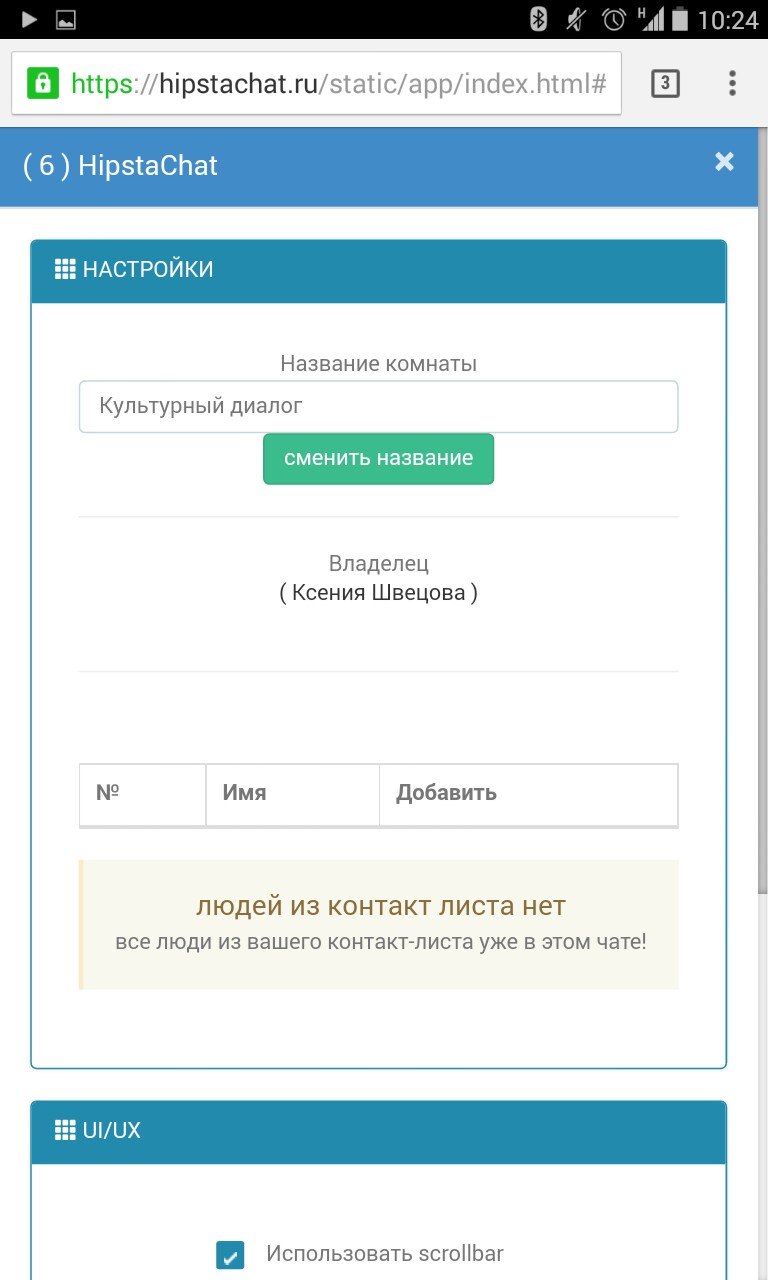 10:24
https://hipstachat.ru/static/app/index.html#
3
( 6 ) HipstaChat
НАСТРОЙКИ
Название комнаты
Культурный диалог
сменить название
Владелец
( Ксения Швецова )
№ Имя Добавить
людей из контакт листа нет
все люди из вашего контакт-листа уже в этом чате!
UI/UX
Использовать scrollbar